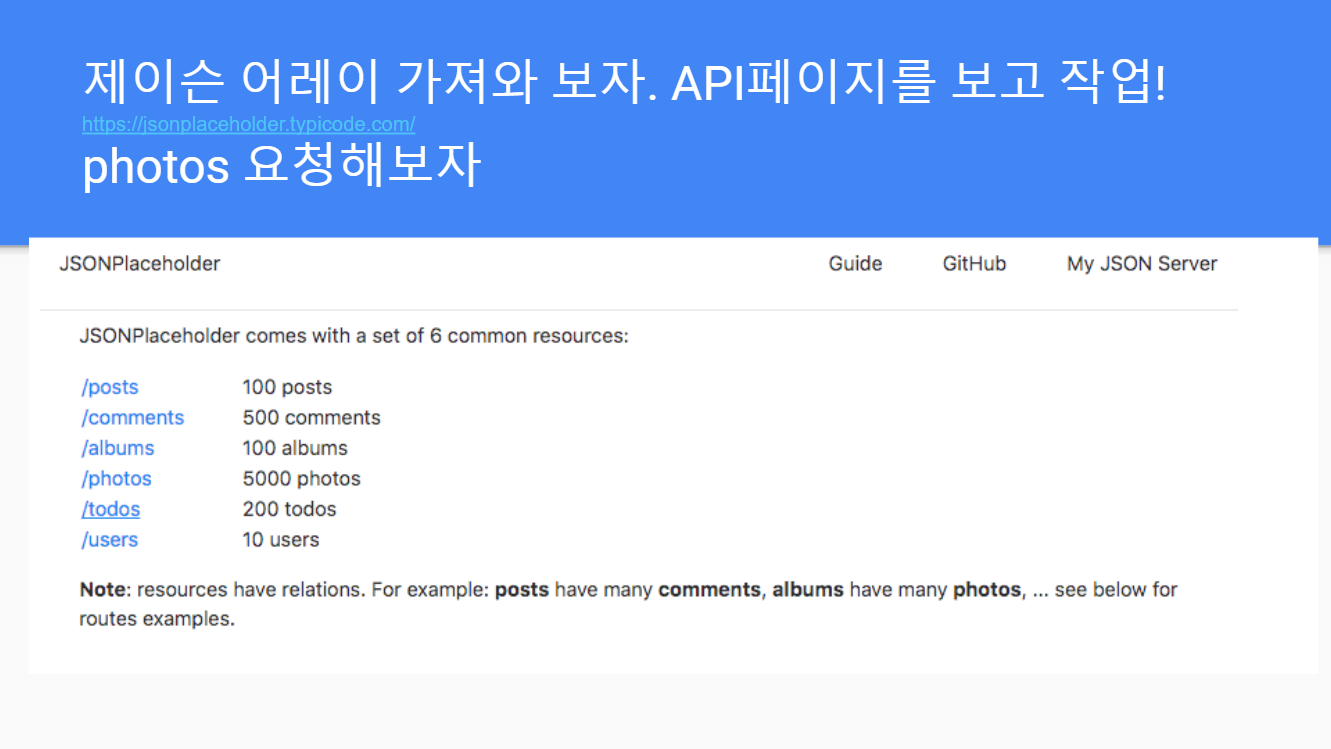 제이슨 어레이 가져와 보자. API페이지를 보고 작업!
https://jsonplaceholder.typicode.com/
photos 요청해보자
JSONPlaceholder Guide GitHub My JSON Server
JSONPlaceholder comes with a set of 6 common resources:
/posts 100 posts
/comments 500 comments
/albums 100 albums
/photos 5000 photos
/todos 200 todos
/users 10 users
Note: resources have relations. For example: posts have many comments, albums have many photos, ... see below for
routes examples.